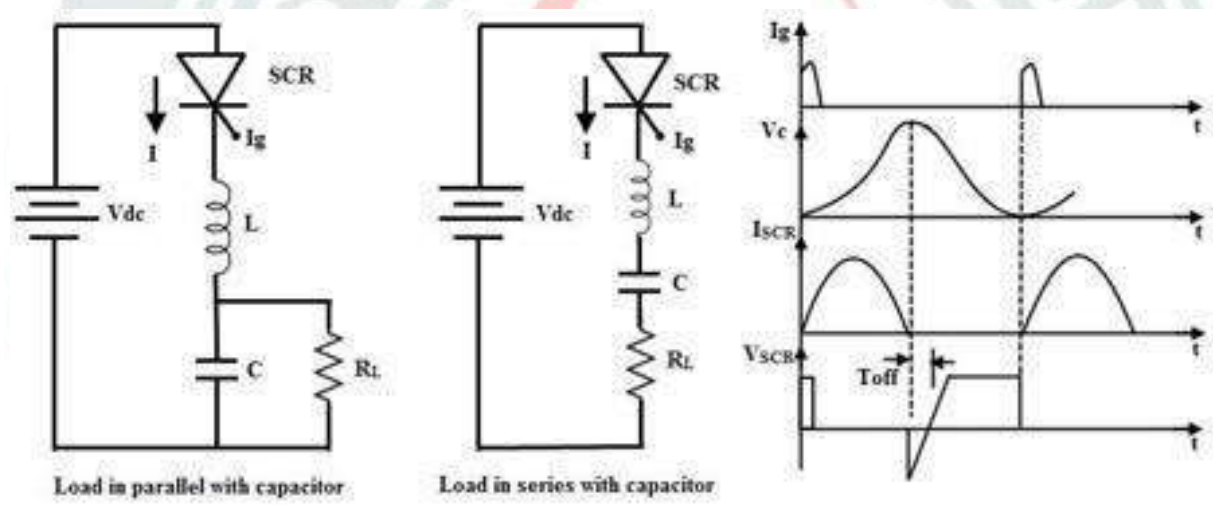 SCR
I
Ig
Vdc
L
C
RL
Load in parallel with capacitor
SCR
I
Ig
Vdc
L
C
RL
Load in series with capacitor
Ig
t
Vc
t
ISCR
t
VSCR
Toff
t